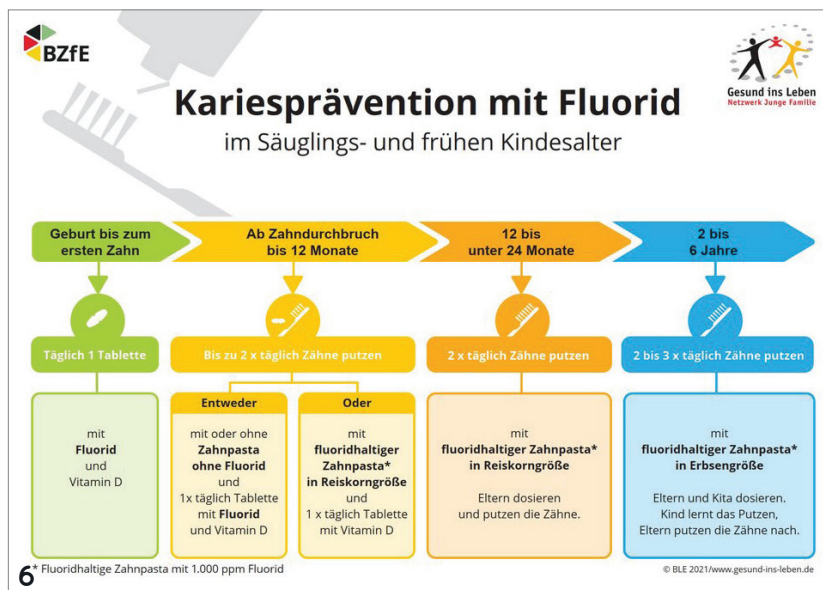 BZfE
Gesund ins Leben
Netzwerk Junge Familie
Kariesprävention mit Fluorid
im Säuglings- und frühen Kindesalter
Geburt bis zum
ersten Zahn
Täglich 1 Tablette
mit
Fluorid
und
Vitamin D
Ab Zahndurchbruch
bis 12 Monate
Bis zu 2 x täglich Zähne putzen
Entweder
mit oder ohne
Zahnpasta
ohne Fluorid
und
1x täglich Tablette
mit Fluorid
und Vitamin D
Oder
mit
fluoridhaltiger
Zahnpasta*
in Reiskorngröße
und
1 x täglich Tablette
mit Vitamin D
12 bis
unter 24 Monate
2 x täglich Zähne putzen
mit
fluoridhaltiger Zahnpasta*
in Reiskorngröße
Eltern dosieren
und putzen die Zähne.
2 bis
6 Jahre
2 bis 3 x täglich Zähne putzen
mit
fluoridhaltiger Zahnpasta*
in Erbsengröße
Eltern und Kita dosieren.
Kind lernt das Putzen,
Eltern putzen die Zähne nach.
6
* Fluoridhaltige Zahnpasta mit 1.000 ppm Fluorid
© BLE 2021/www.gesund-ins-leben.de